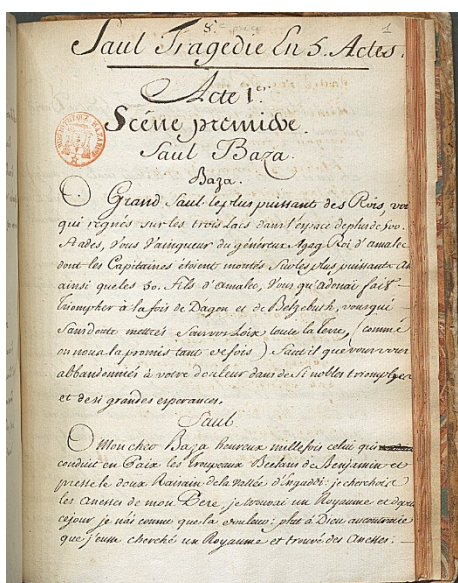 S.
1
Saul Tragedie En 5. Actes.
Acte 1er.
Scène premiere.
Saul Baza.
Baza.
O Grand Saul le plus puissant des Rois, vous
qui regnés sur les trois lacs dans l'espace de plus de 500.
stades, vous vainqueur du généreux Agag Roi d'amalec
dont les Capitaines étoient montés sur les plus puissants
ainsi que les 50. fils d'amalec, vous qu'adonaï fait
triompher à la fois de Dagon et de Belzebuth, vous qui
sans doute mettrés sous vos Loix toute la terre, (comme
on nous l'a promis tant de fois) faut il que vous vous
abbandonniés à votre douleur dans de si nobles triomphes
et de si grandes esperances.
Saul
O Mon cher Baza heureux mille fois celui qui
conduit en Paix les troupeaux Bêelans de Benjamin et
presse le doux Raisin de la vallée d'Engaddi: je cherchois
les anesses de mon Pere, je trouvai un Royaume et depuis
ce jour je n'ai connu que la douleur: plut à Dieu au contraire
que j'eusse cherché un Royaume et trouvé des anesses: